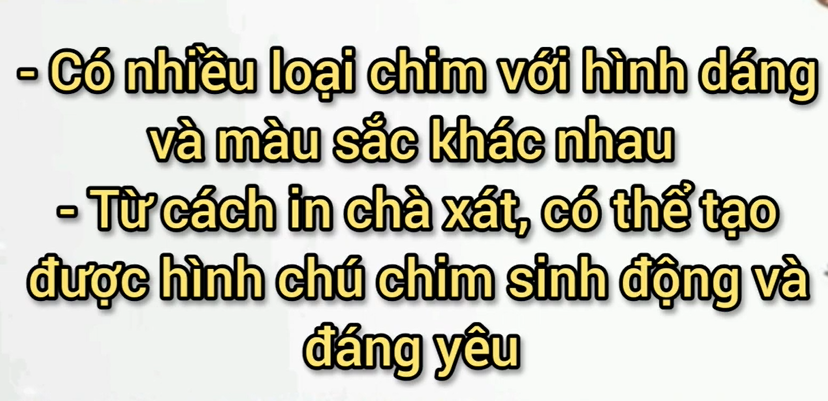 - Có nhiều loại chim với hình dáng
và màu sắc khác nhau
- Từ cách in chà xát, có thể tạo
được hình chú chim sinh động và
đáng yêu